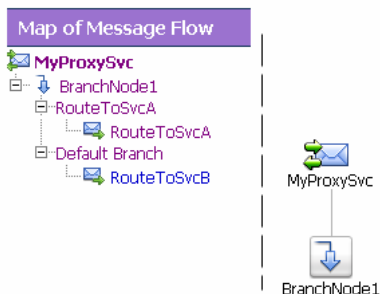 Map of Message Flow
MyProxySvc
BranchNode1
RouteToSvcA
RouteToSvcA
Default Branch
RouteToSvcB
MyProxySvc
BranchNode1